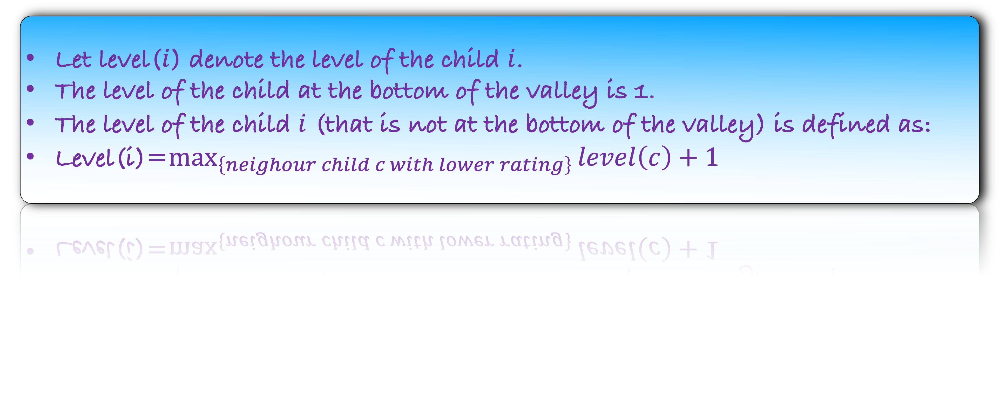 • Let level(i) denote the level of the child i.
• The level of the child at the bottom of the valley is 1.
• The level of the child i (that is not at the bottom of the valley) is defined as:
• Level(i)=max_{neighour child c with lower rating} level(c) + 1